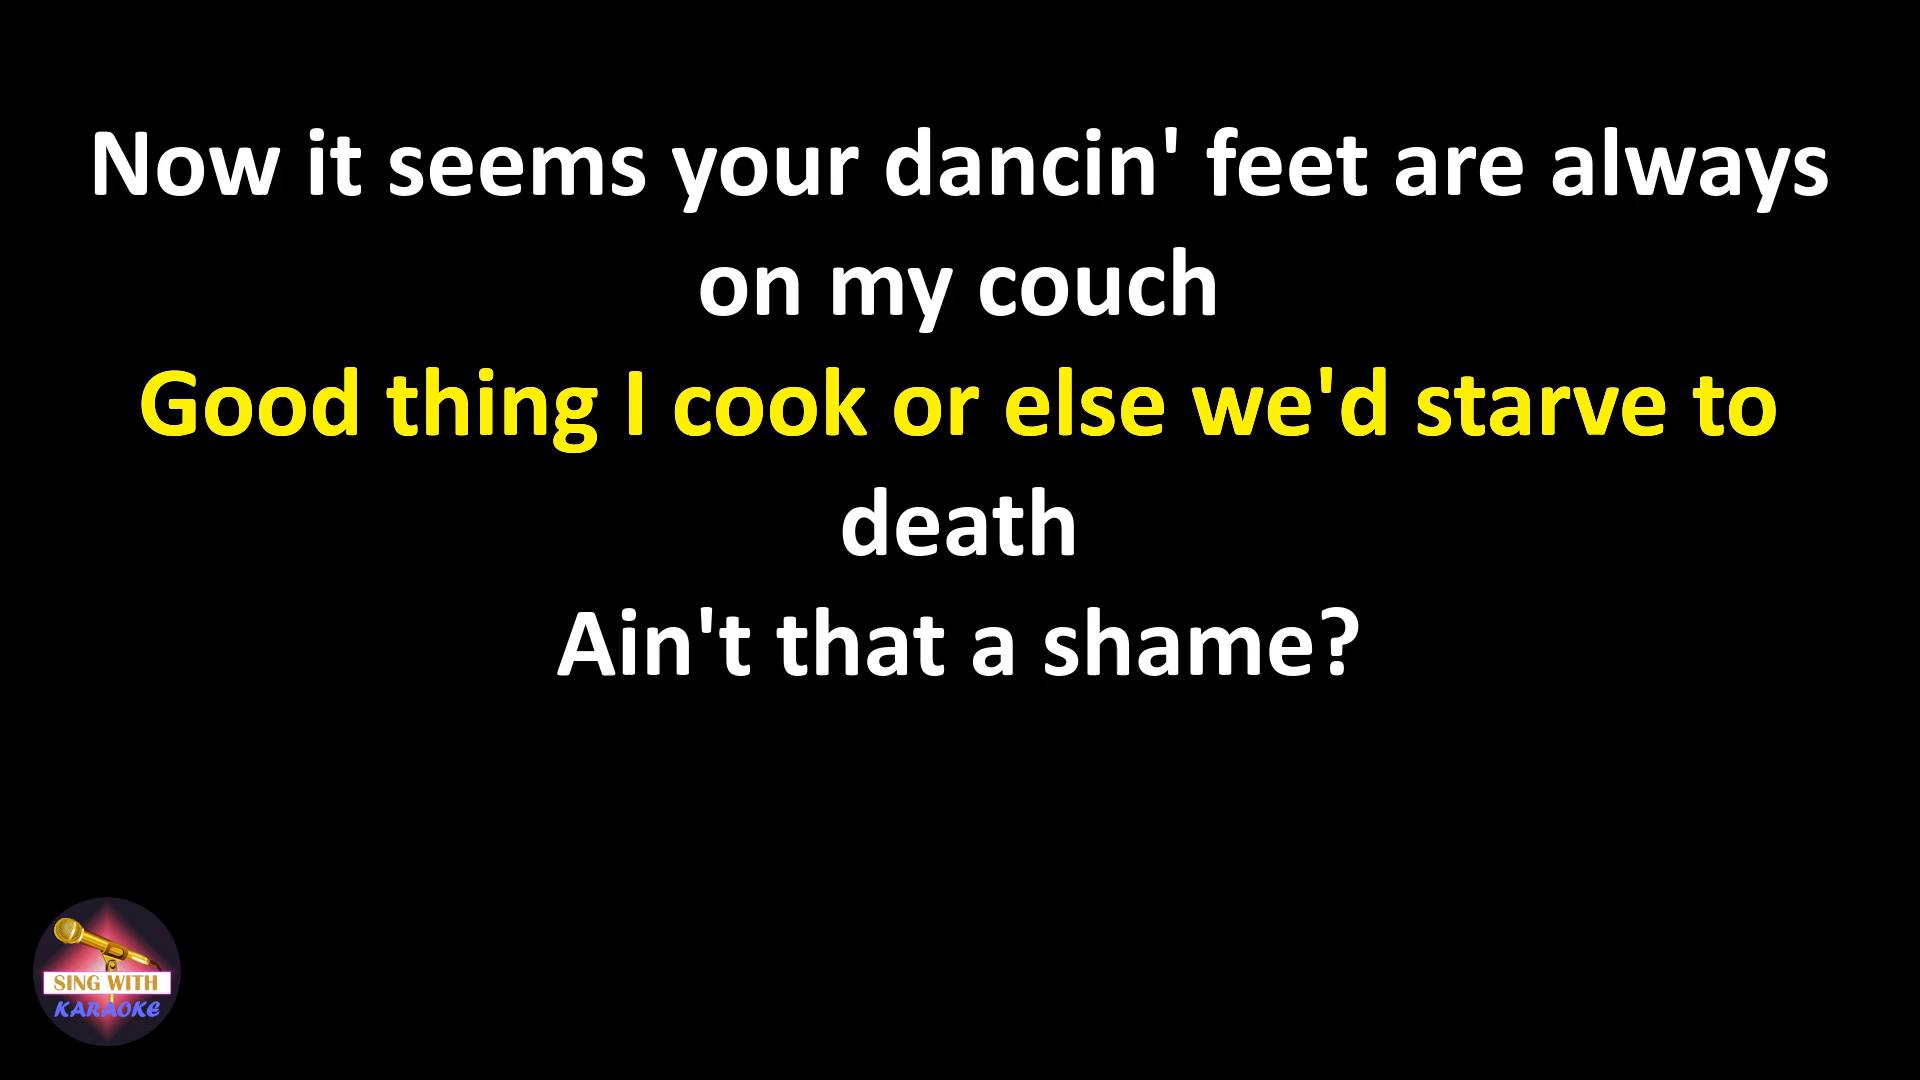 Now it seems your dancin' feet are always
on my couch
Good thing I cook or else we'd starve to
death
Ain't that a shame?
SING WITH
KARAOKE